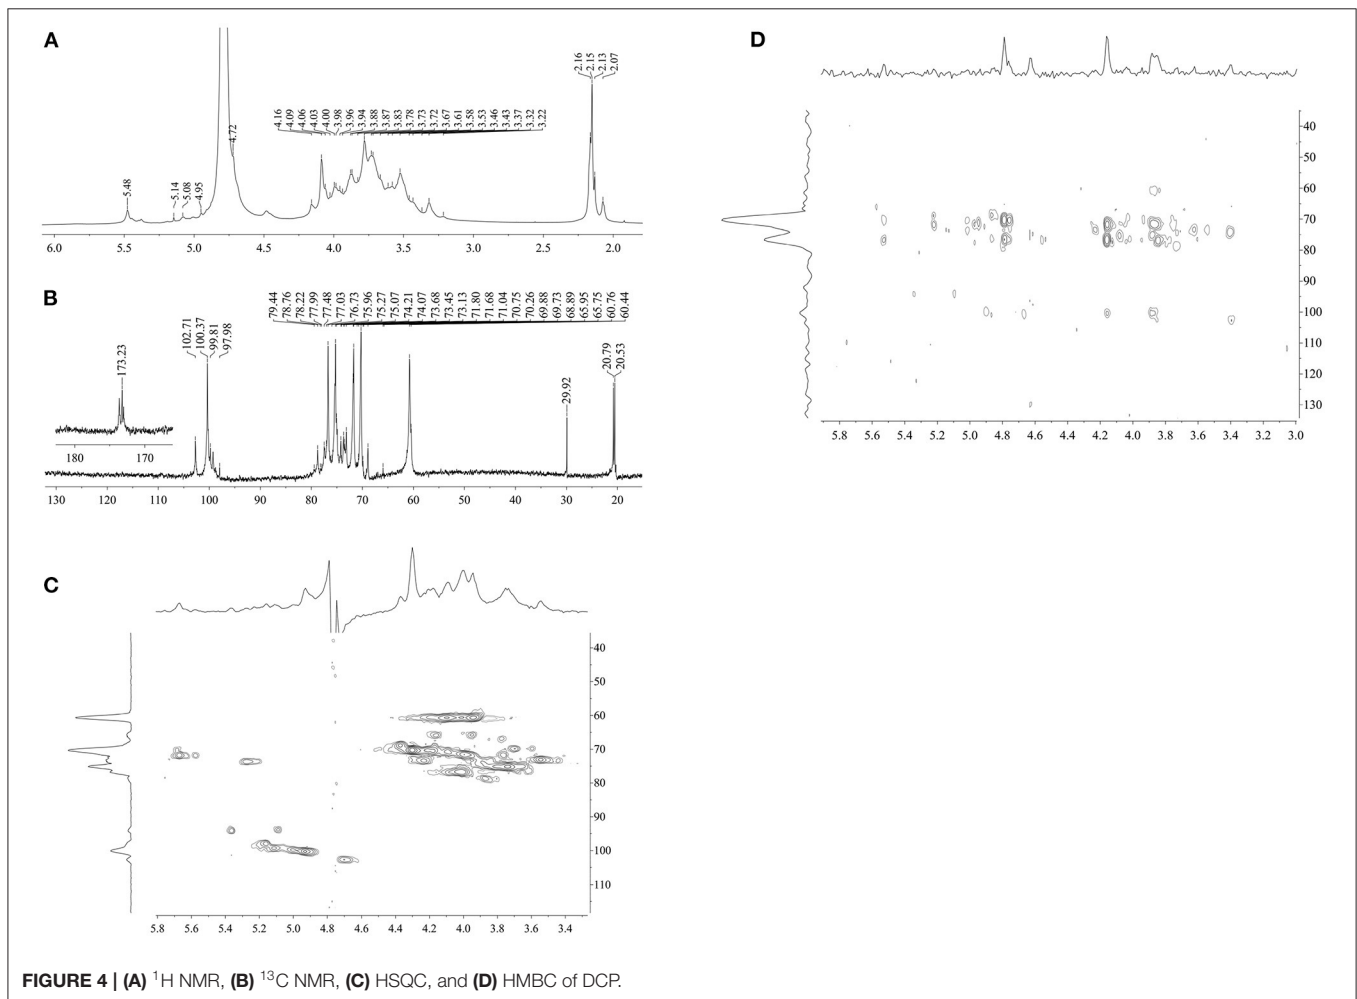 A
4.16 4.09 4.06 4.03 4.00 3.98 3.96 3.94 3.88 3.87 3.83 3.78 3.73 3.72 3.67 3.61 3.58 3.53 3.46 3.43 3.37 3.32 3.22
2.16 2.15 2.13 2.07
5.48 5.14 5.08 4.95 4.72
6.0 5.5 5.0 4.5 4.0 3.5 3.0 2.5 2.0
B
79.44 78.76 78.22 77.99 77.48 77.03 76.73 75.96 75.27 75.07 74.21 74.07 73.68 73.45 73.13 71.80 71.68 71.04 70.75 70.26 69.88 69.73 68.89 65.95 65.75 60.76 60.44
173.23
102.71 100.37 99.81 97.98
29.92
20.79 20.53
180 170
130 120 110 100 90 80 70 60 50 40 30 20
C
40
50
60
70
80
90
100
110
5.8 5.6 5.4 5.2 5.0 4.8 4.6 4.4 4.2 4.0 3.8 3.6 3.4
D
40
50
60
70
80
90
100
110
120
130
5.8 5.6 5.4 5.2 5.0 4.8 4.6 4.4 4.2 4.0 3.8 3.6 3.4 3.2 3.0
FIGURE 4 | (A) ¹H NMR, (B) ¹³C NMR, (C) HSQC, and (D) HMBC of DCP.